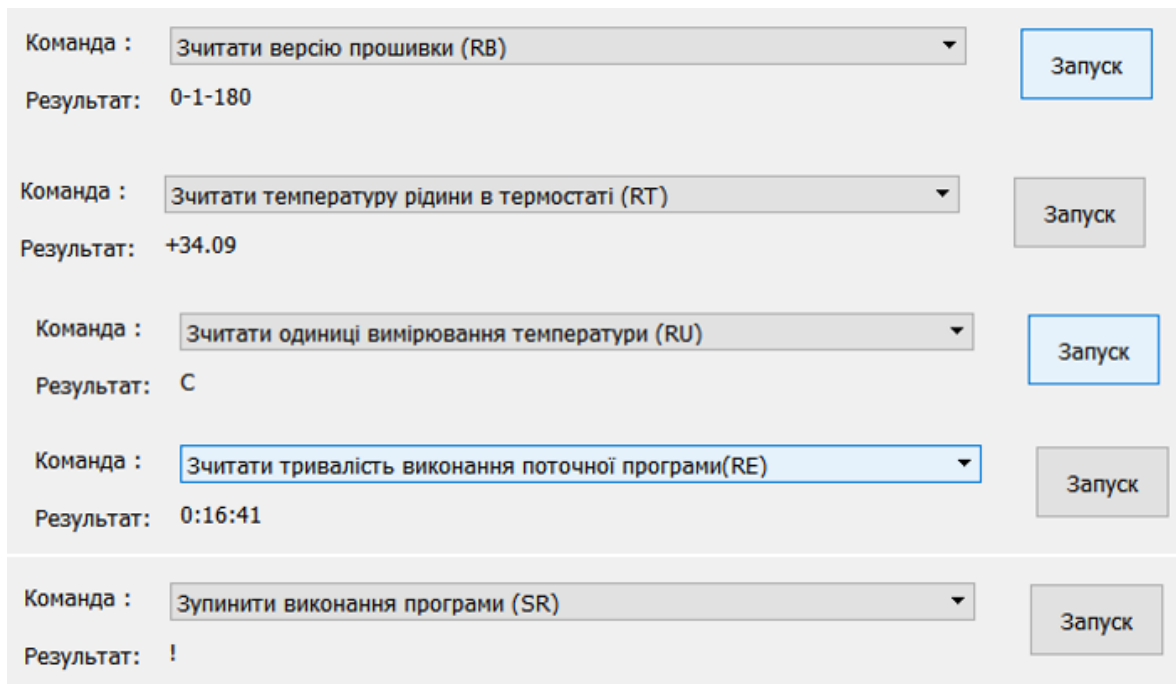 Команда : Зчитати версію прошивки (RB) Запуск
Результат: 0-1-180
Команда : Зчитати температуру рідини в термостаті (RT) Запуск
Результат: +34.09
Команда : Зчитати одиниці вимірювання температури (RU) Запуск
Результат: C
Команда : Зчитати тривалість виконання поточної програми(RE) Запуск
Результат: 0:16:41
Команда : Зупинити виконання програми (SR) Запуск
Результат: !